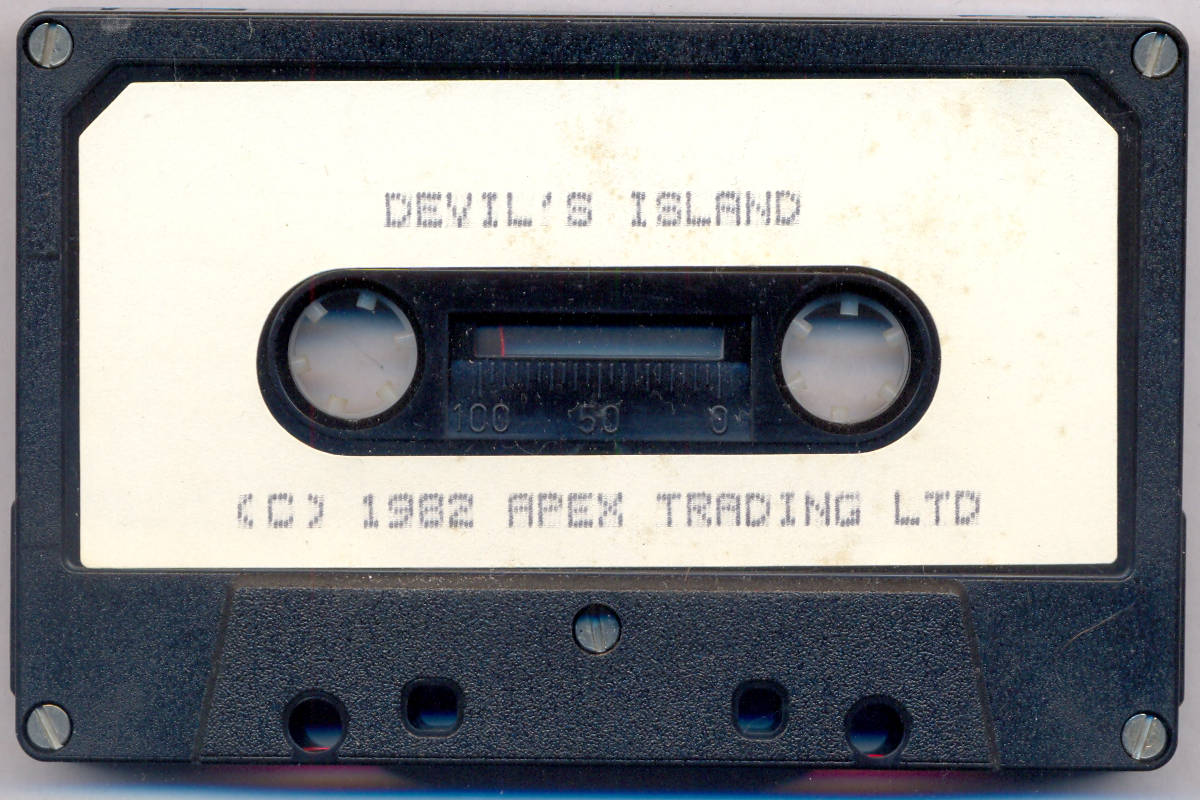 DEVIL'S ISLAND
100 50 0
(C) 1982 APEX TRADING LTD